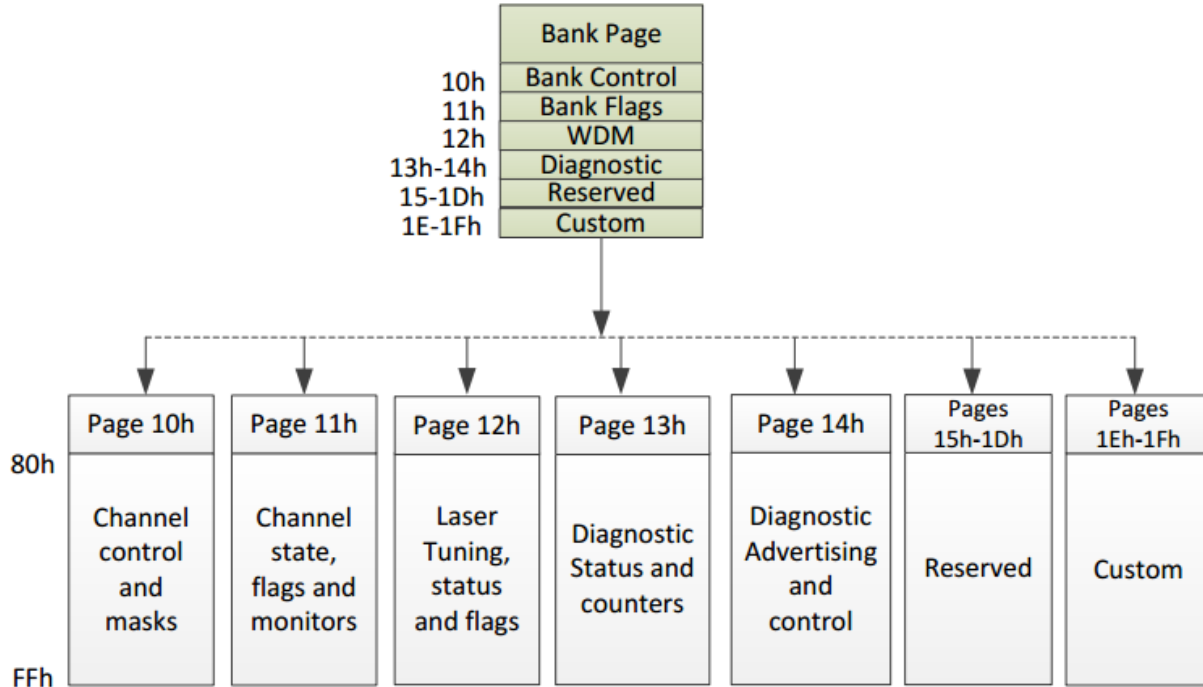 Bank Page
10h Bank Control
11h Bank Flags
12h WDM
13h-14h Diagnostic
15-1Dh Reserved
1E-1Fh Custom
Page 10h
Page 11h
Page 12h
Page 13h
Page 14h
Pages
15h-1Dh
Pages
1Eh-1Fh
80h
Channel
control
and
masks
Channel
state,
flags and
monitors
Laser
Tuning,
status
and flags
Diagnostic
Status and
counters
Diagnostic
Advertising
and
control
Reserved
Custom
FFh